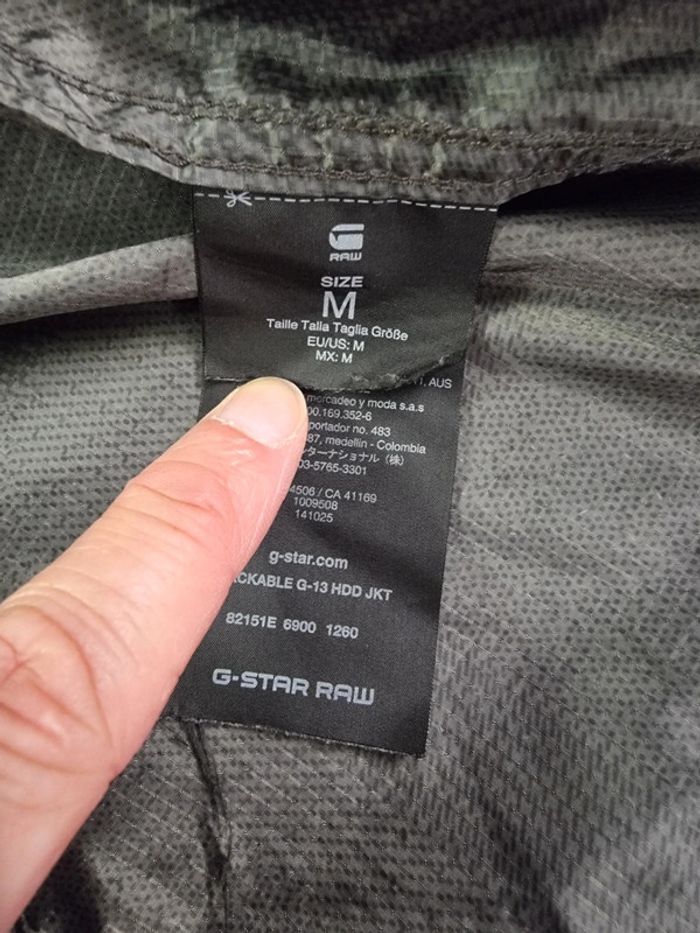 RAW
SIZE
M
Taille Talla Taglia Größe
EU/US: M
MX: M
AUS
mercadeo y moda s.a.s
00.169.352-6
no. 483
87, medellin - Colombia
ターナショナル (株)
03-5765-3301
4506 / CA 41169
1009508
141025
g-star.com
G-13 HDD JKT
82151E 6900 1260
G-STAR RAW